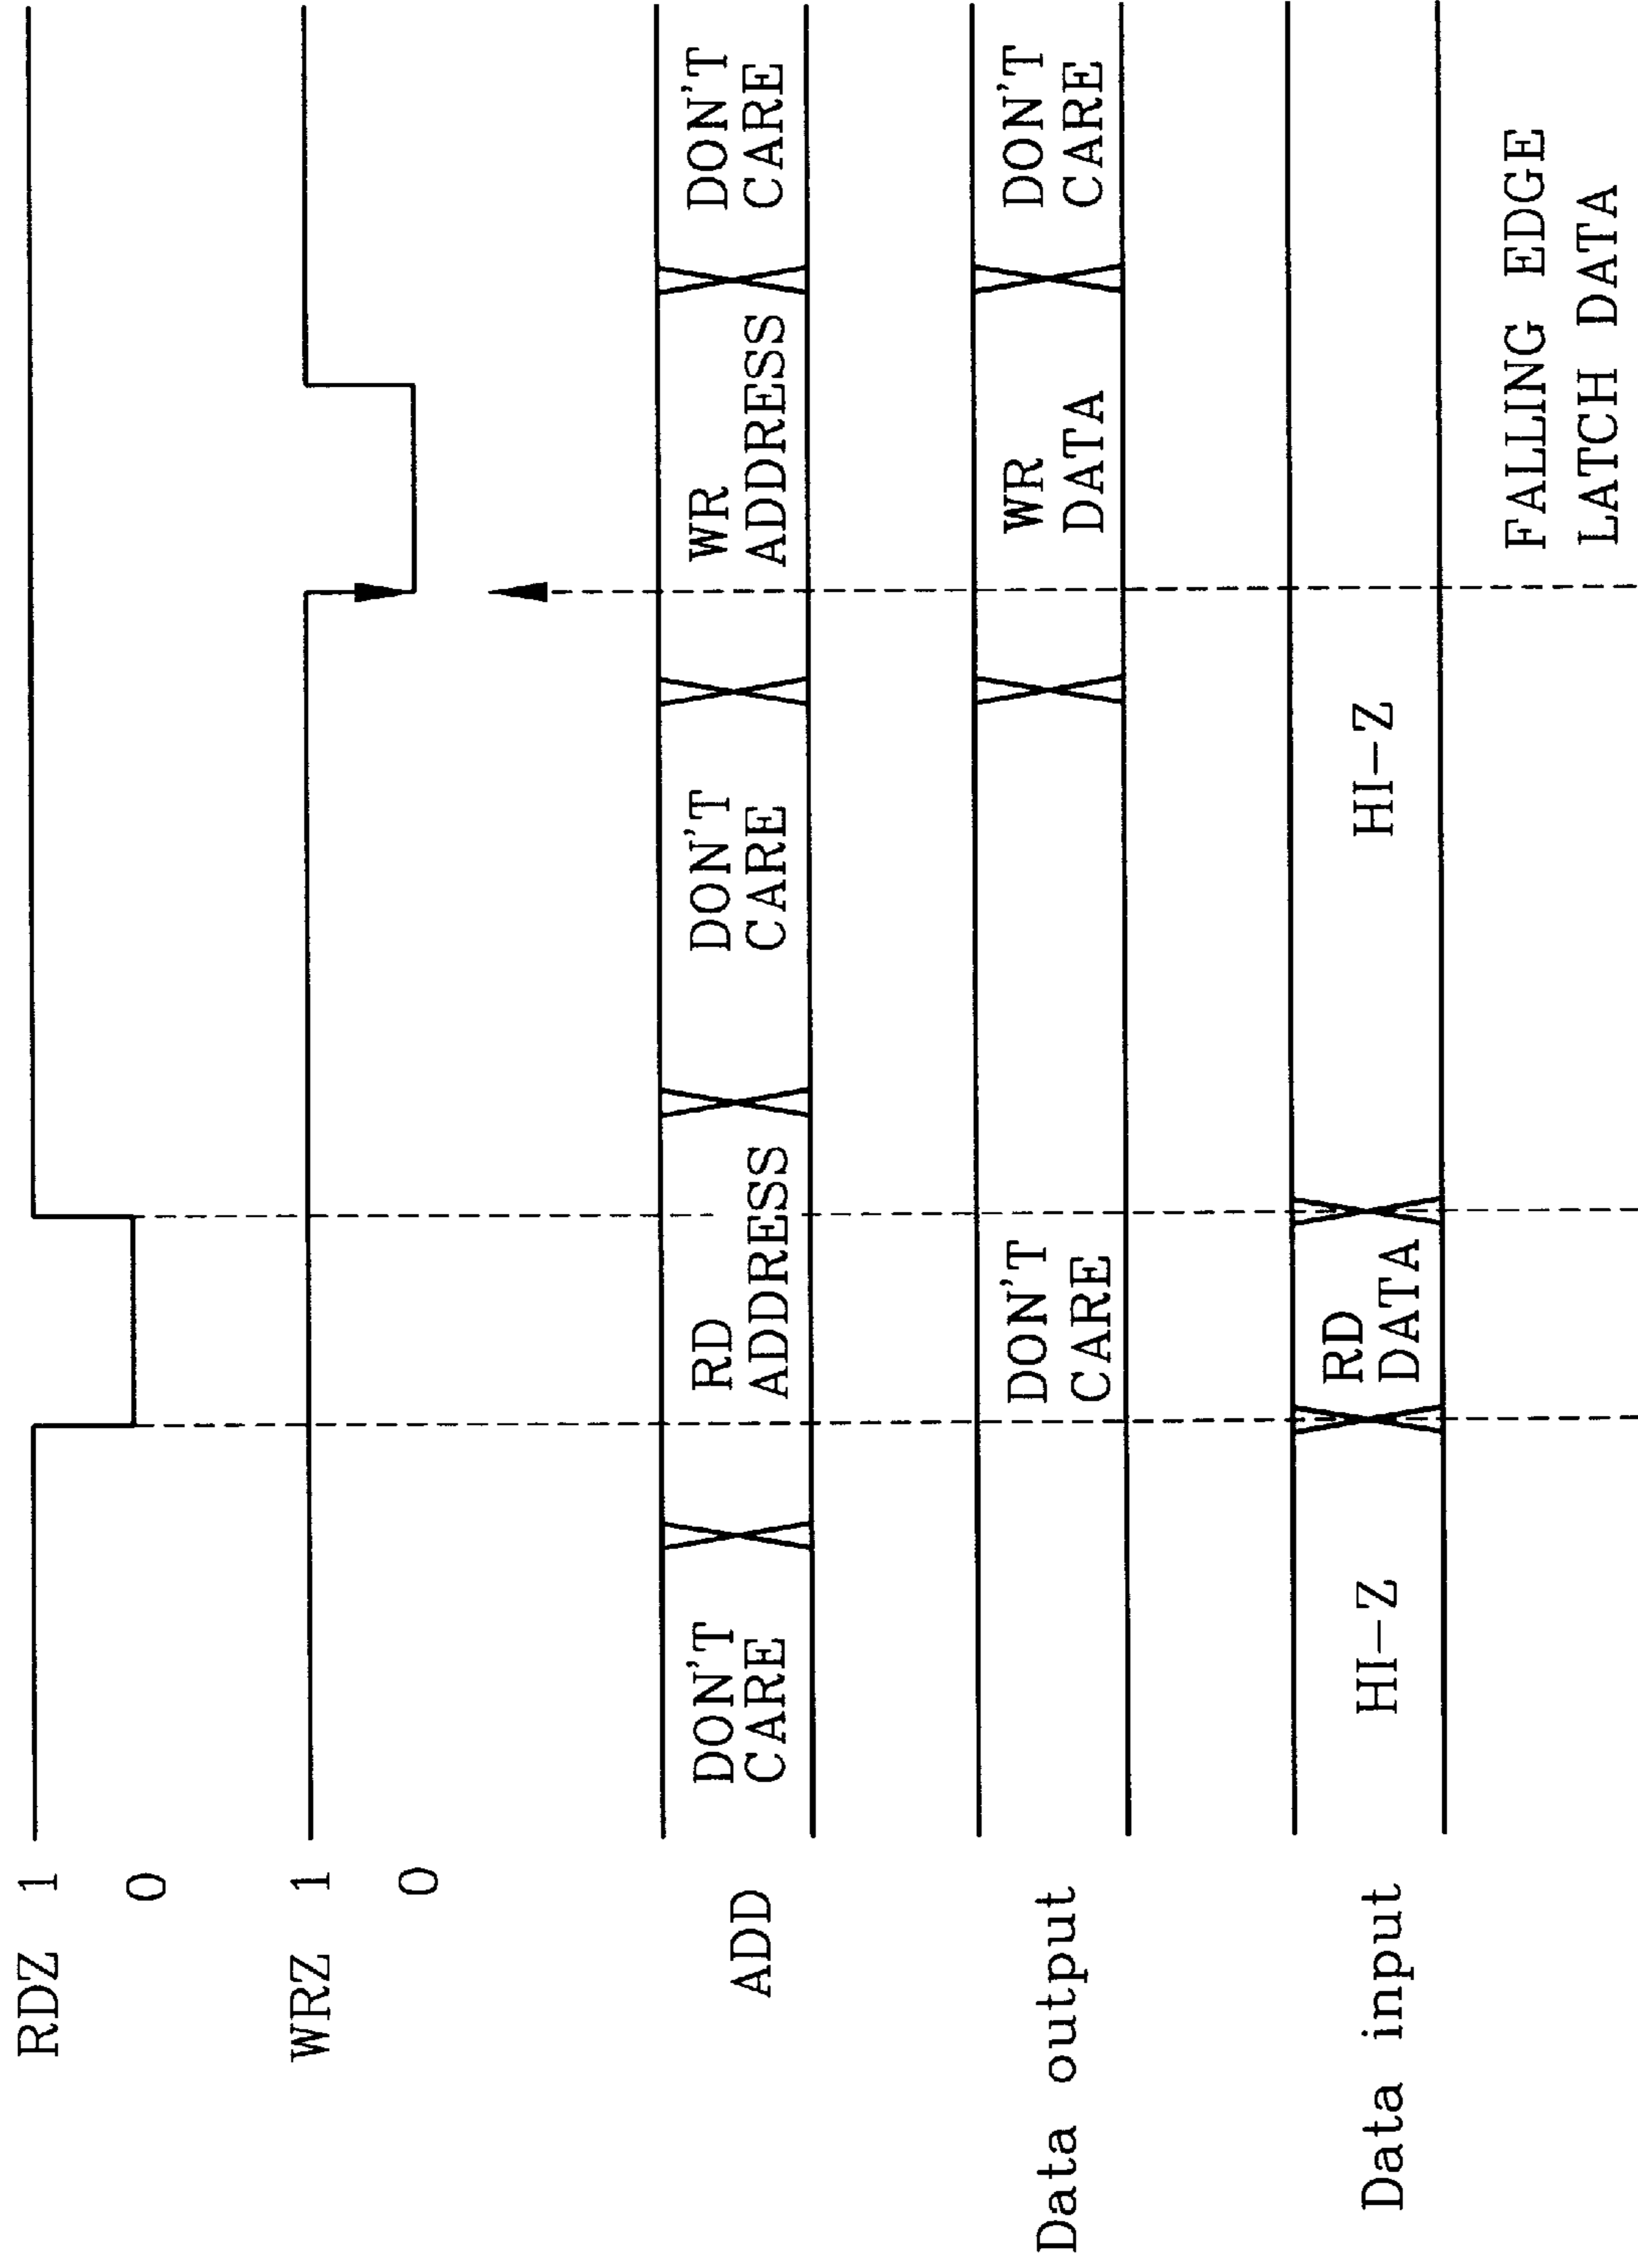 RDZ 1
0
WRZ 1
0
ADD
DON'T
CARE
RD
ADDRESS
DON'T
CARE
WR
ADDRESS
DON'T
CARE
Data output
DON'T
CARE
WR
DATA
DON'T
CARE
Data input
HI-Z
RD
DATA
HI-Z
FALLING EDGE
LATCH DATA